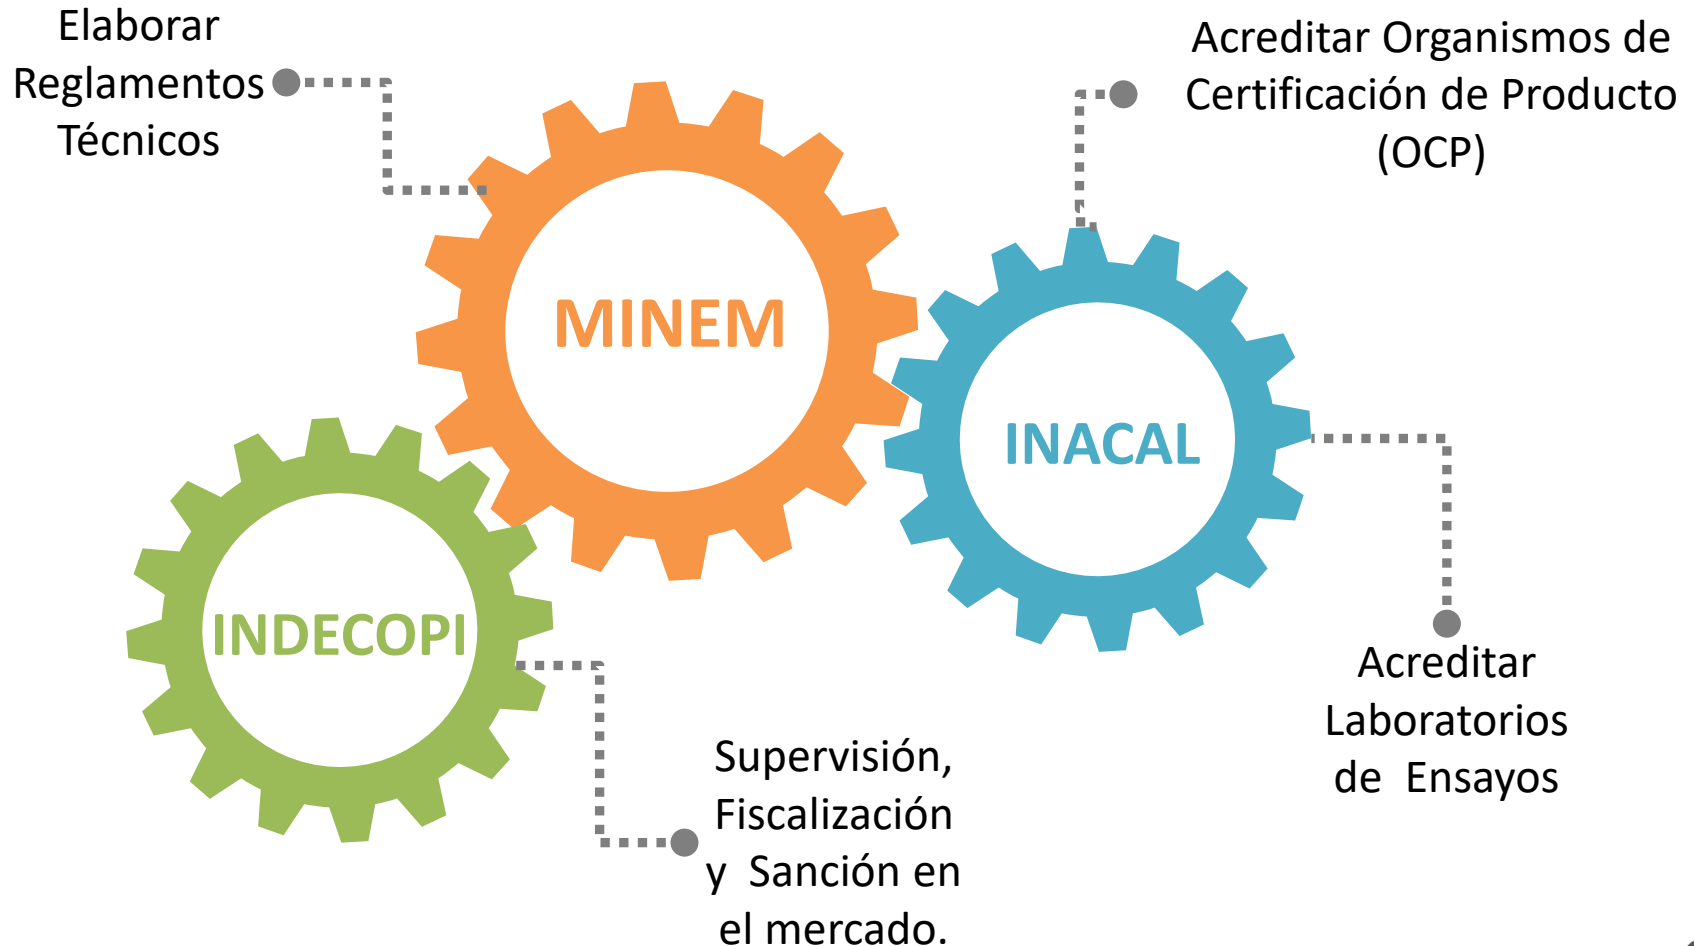 Elaborar
Reglamentos
Técnicos
Acreditar Organismos de
Certificación de Producto
(OCP)
MINEM
INACAL
INDECOPI
Acreditar
Laboratorios
de Ensayos
Supervisión,
Fiscalización
y Sanción en
el mercado.